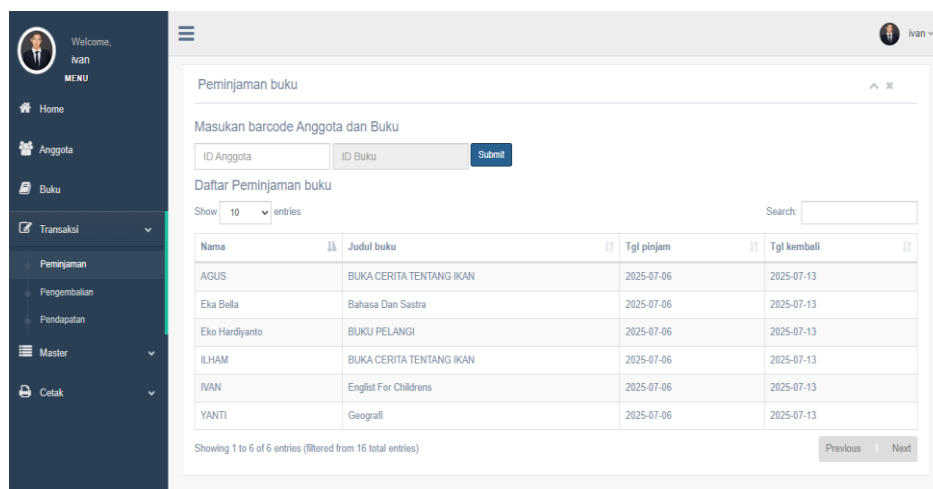 Welcome,
ivan
MENU
Home
Anggota
Buku
Transaksi
Peminjaman
Pengembalian
Pendapatan
Master
Cetak
ivan
Peminjaman buku
Masukan barcode Anggota dan Buku
ID Anggota ID Buku Submit
Daftar Peminjaman buku
Show 10 entries Search:
Nama Judul buku Tgl pinjam Tgl kembali
AGUS BUKA CERITA TENTANG IKAN 2025-07-06 2025-07-13
Eka Bella Bahasa Dan Sastra 2025-07-06 2025-07-13
Eko Hardiyanto BUKU PELANGI 2025-07-06 2025-07-13
ILHAM BUKA CERITA TENTANG IKAN 2025-07-06 2025-07-13
IVAN Englist For Childrens 2025-07-06 2025-07-13
YANTI Geografi 2025-07-06 2025-07-13
Showing 1 to 6 of 6 entries (filtered from 16 total entries) Previous 1 Next